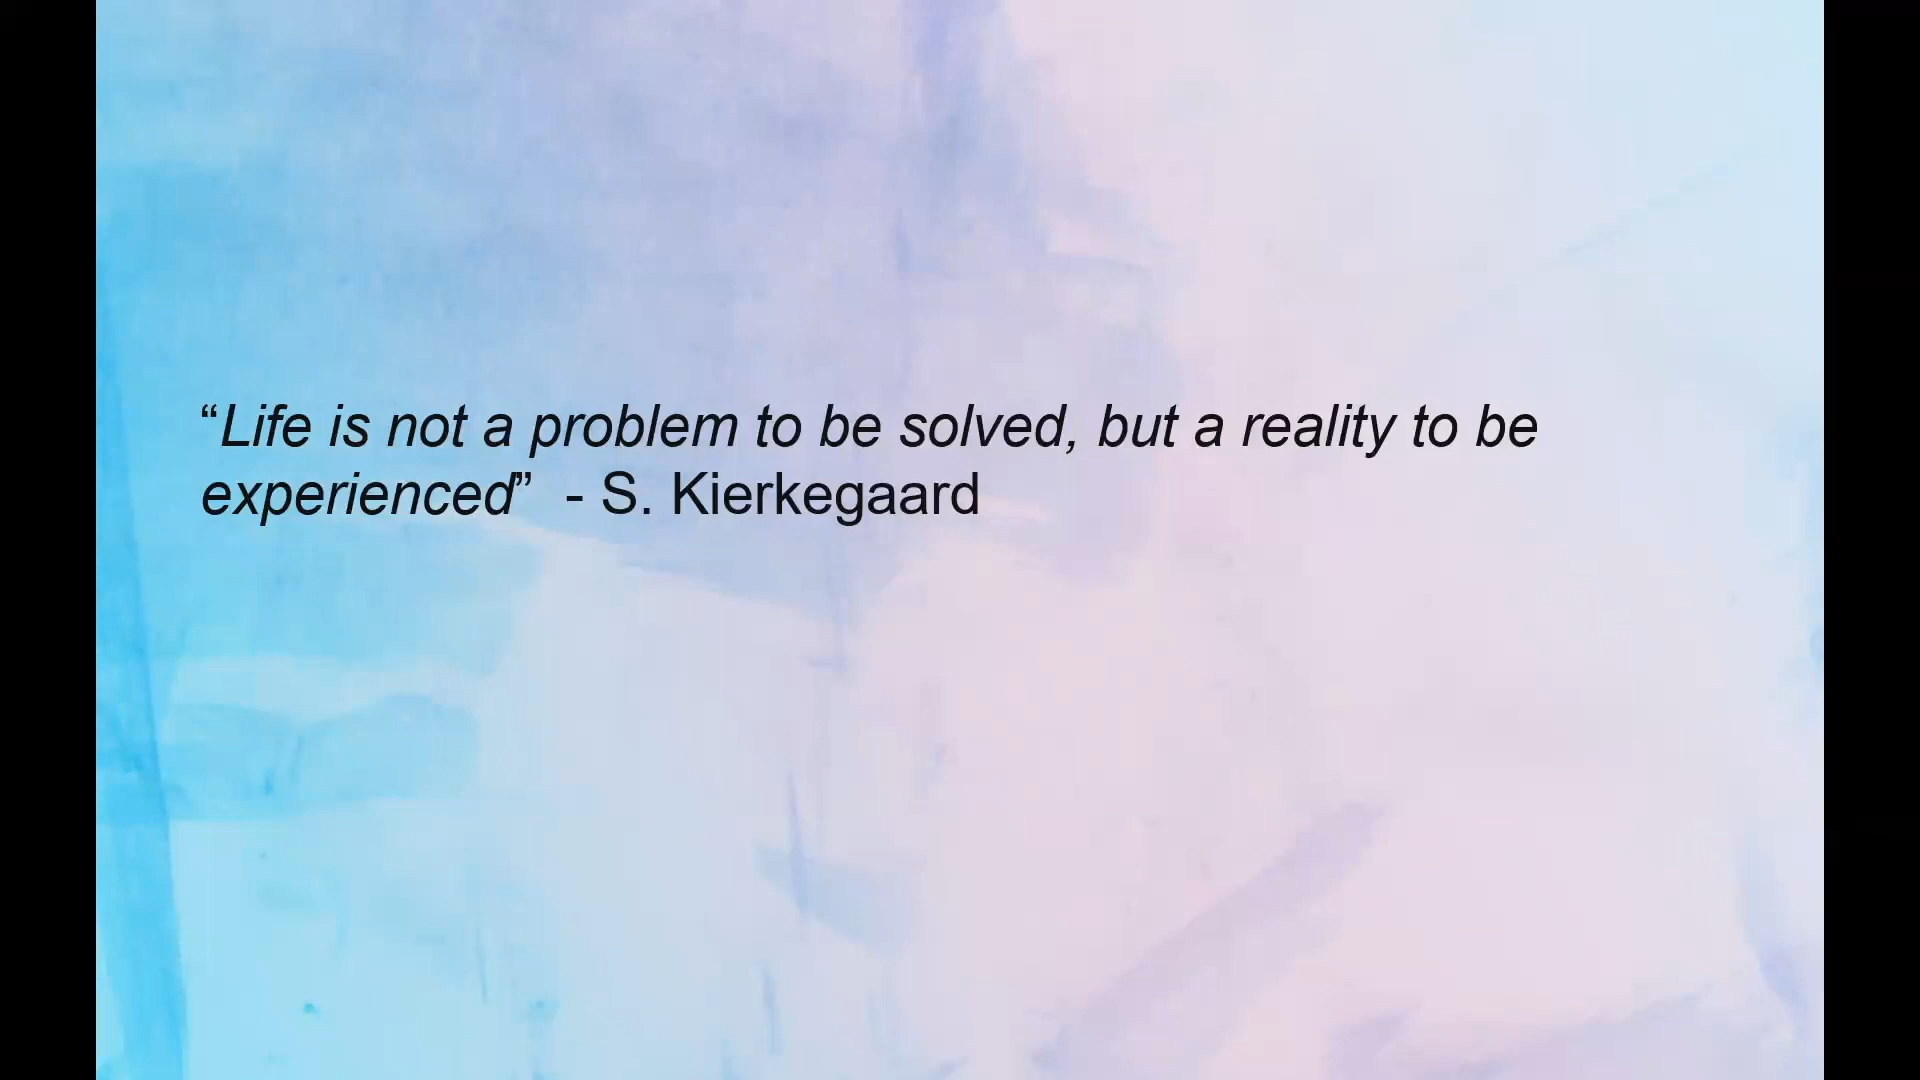 “Life is not a problem to be solved, but a reality to be
experienced”  - S. Kierkegaard